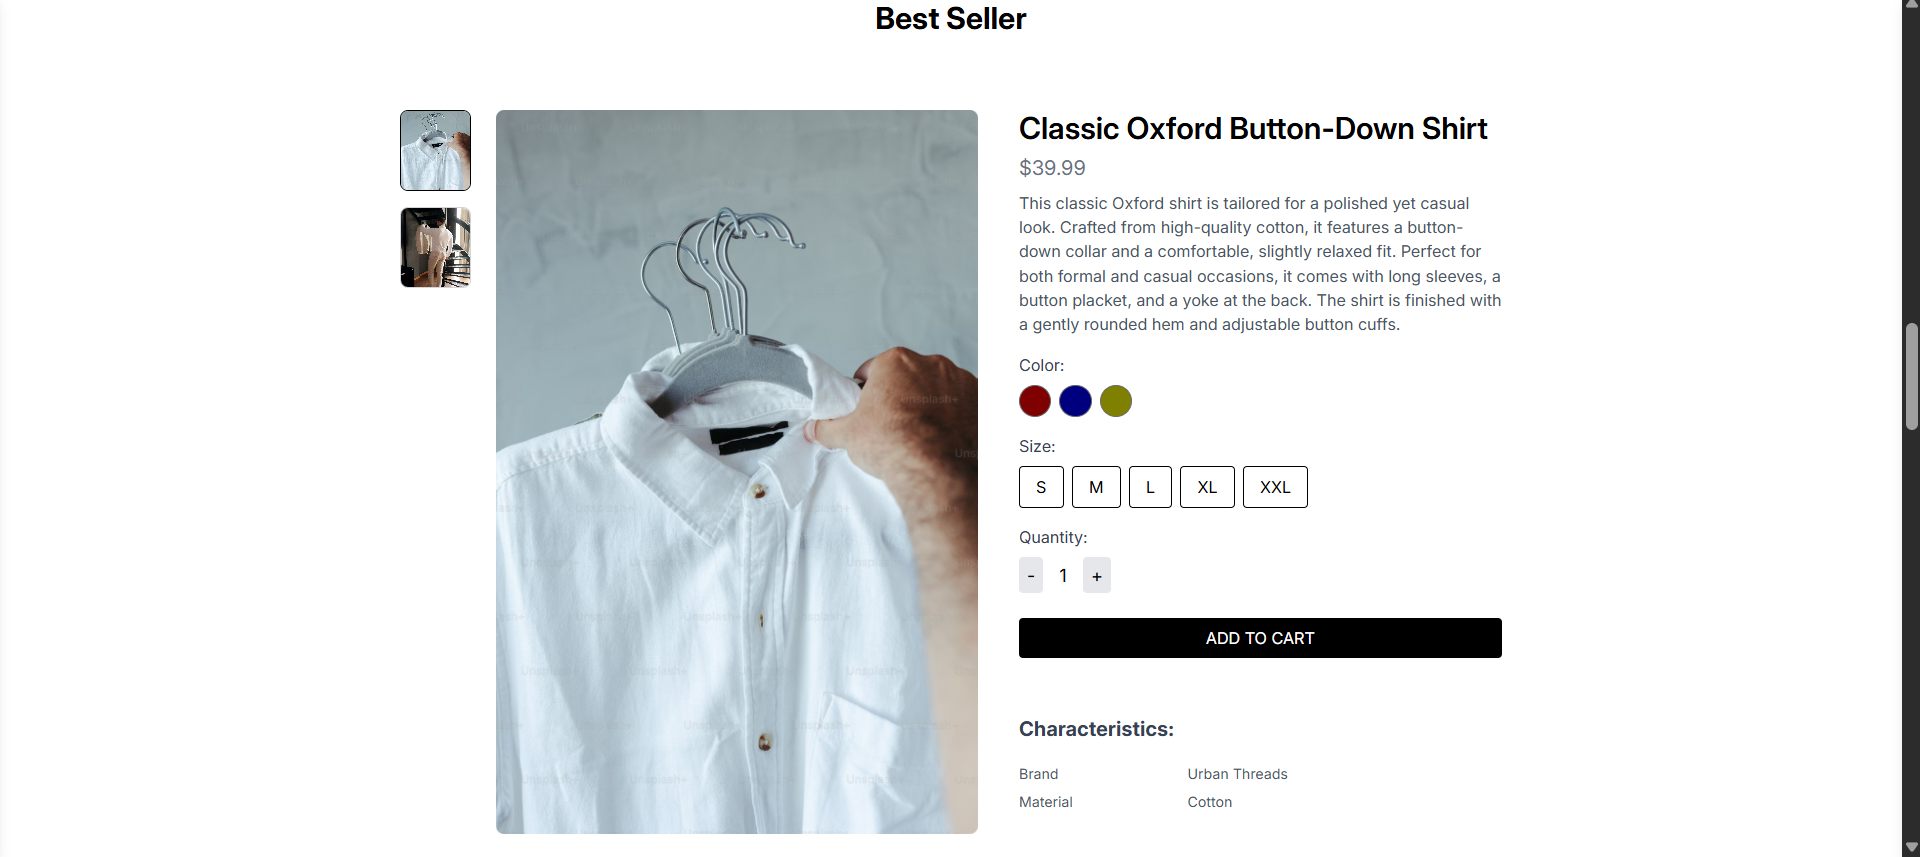 Best Seller
Classic Oxford Button-Down Shirt
$39.99
This classic Oxford shirt is tailored for a polished yet casual
look. Crafted from high-quality cotton, it features a button-
down collar and a comfortable, slightly relaxed fit. Perfect for
both formal and casual occasions, it comes with long sleeves, a
button placket, and a yoke at the back. The shirt is finished with
a gently rounded hem and adjustable button cuffs.
Color:
Size:
S M L XL XXL
Quantity:
- 1 +
ADD TO CART
Characteristics:
Brand Urban Threads
Material Cotton